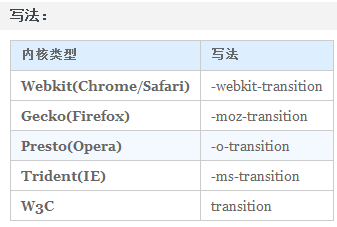 写法：
内核类型 写法
Webkit(Chrome/Safari) -webkit-transition
Gecko(Firefox) -moz-transition
Presto(Opera) -o-transition
Trident(IE) -ms-transition
W3C transition